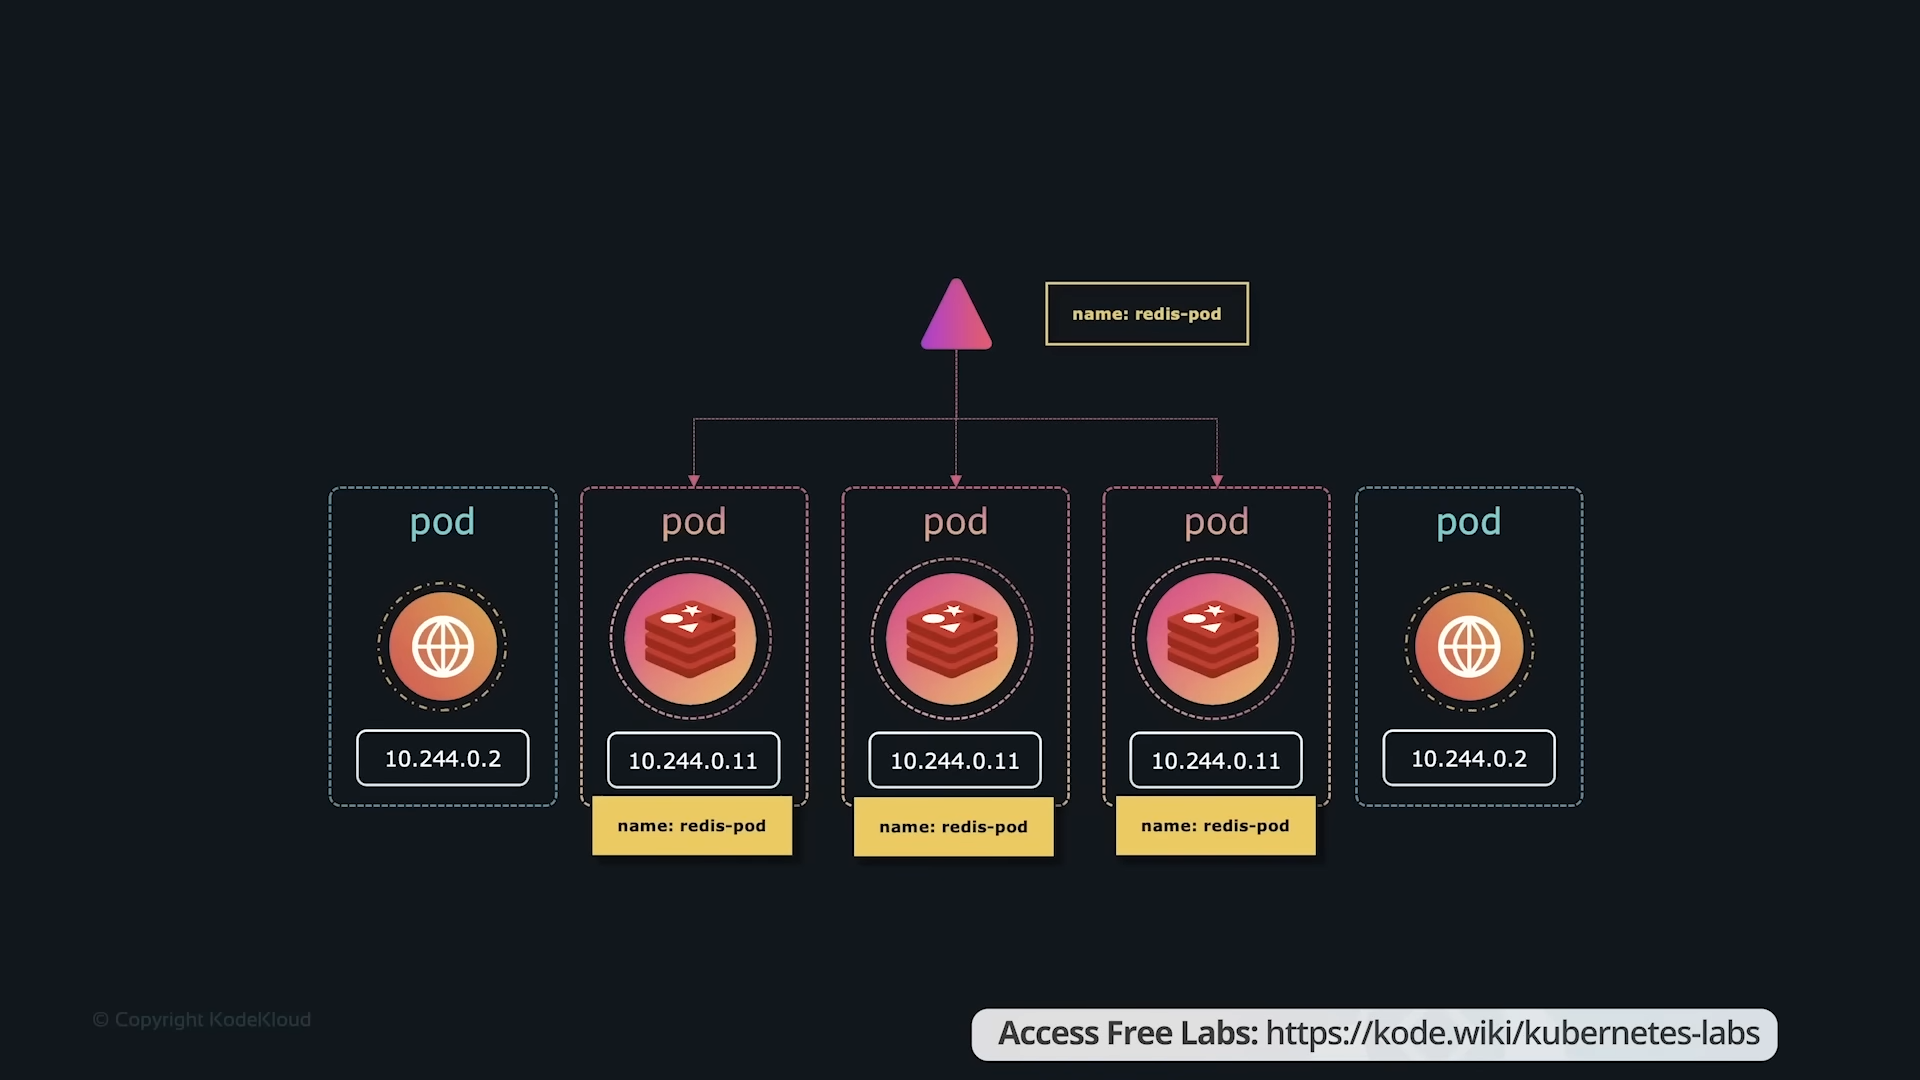 name: redis-pod
pod
pod
pod
pod
pod
10.244.0.2
10.244.0.11
10.244.0.11
10.244.0.11
10.244.0.2
name: redis-pod
name: redis-pod
name: redis-pod
© Copyright KodeKloud
Access Free Labs: https://kode.wiki/kubernetes-labs